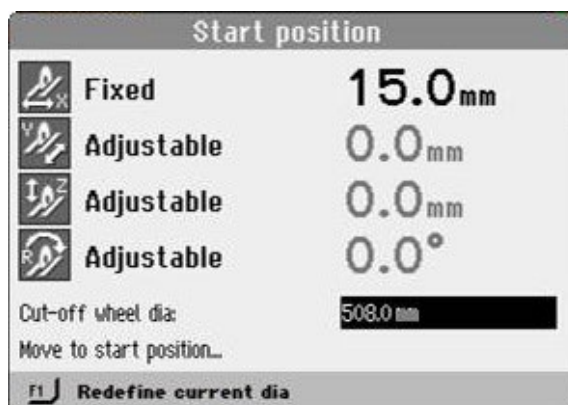 Start position
X Fixed 15.0mm
Y Adjustable 0.0mm
Z Adjustable 0.0mm
R Adjustable 0.0°
Cut-off wheel dia: 508.0 mm
Move to start position...
F1 Redefine current dia